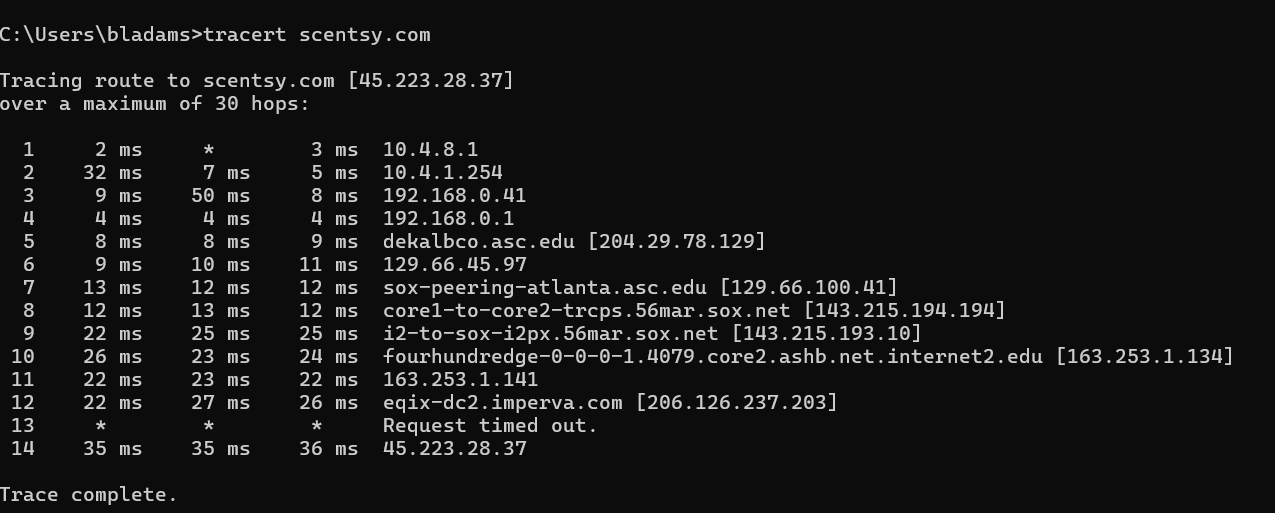 C:\Users\bladams>tracert scentsy.com
Tracing route to scentsy.com [45.223.28.37]
over a maximum of 30 hops:
  1     2 ms     *        3 ms  10.4.8.1
  2    32 ms     7 ms     5 ms  10.4.1.254
  3     9 ms    50 ms     8 ms  192.168.0.41
  4     4 ms     4 ms     4 ms  192.168.0.1
  5     8 ms     8 ms     9 ms  dekalbco.asc.edu [204.29.78.129]
  6     9 ms    10 ms    11 ms  129.66.45.97
  7    13 ms    12 ms    12 ms  sox-peering-atlanta.asc.edu [129.66.100.41]
  8    12 ms    13 ms    12 ms  core1-to-core2-trcps.56mar.sox.net [143.215.194.194]
  9    22 ms    25 ms    25 ms  i2-to-sox-i2px.56mar.sox.net [143.215.193.10]
 10    26 ms    23 ms    24 ms  fourhundredge-0-0-0-1.4079.core2.ashb.net.internet2.edu [163.253.1.134]
 11    22 ms    23 ms    22 ms  163.253.1.141
 12    22 ms    27 ms    26 ms  eqix-dc2.imperva.com [206.126.237.203]
 13     *        *        *     Request timed out.
 14    35 ms    35 ms    36 ms  45.223.28.37
Trace complete.